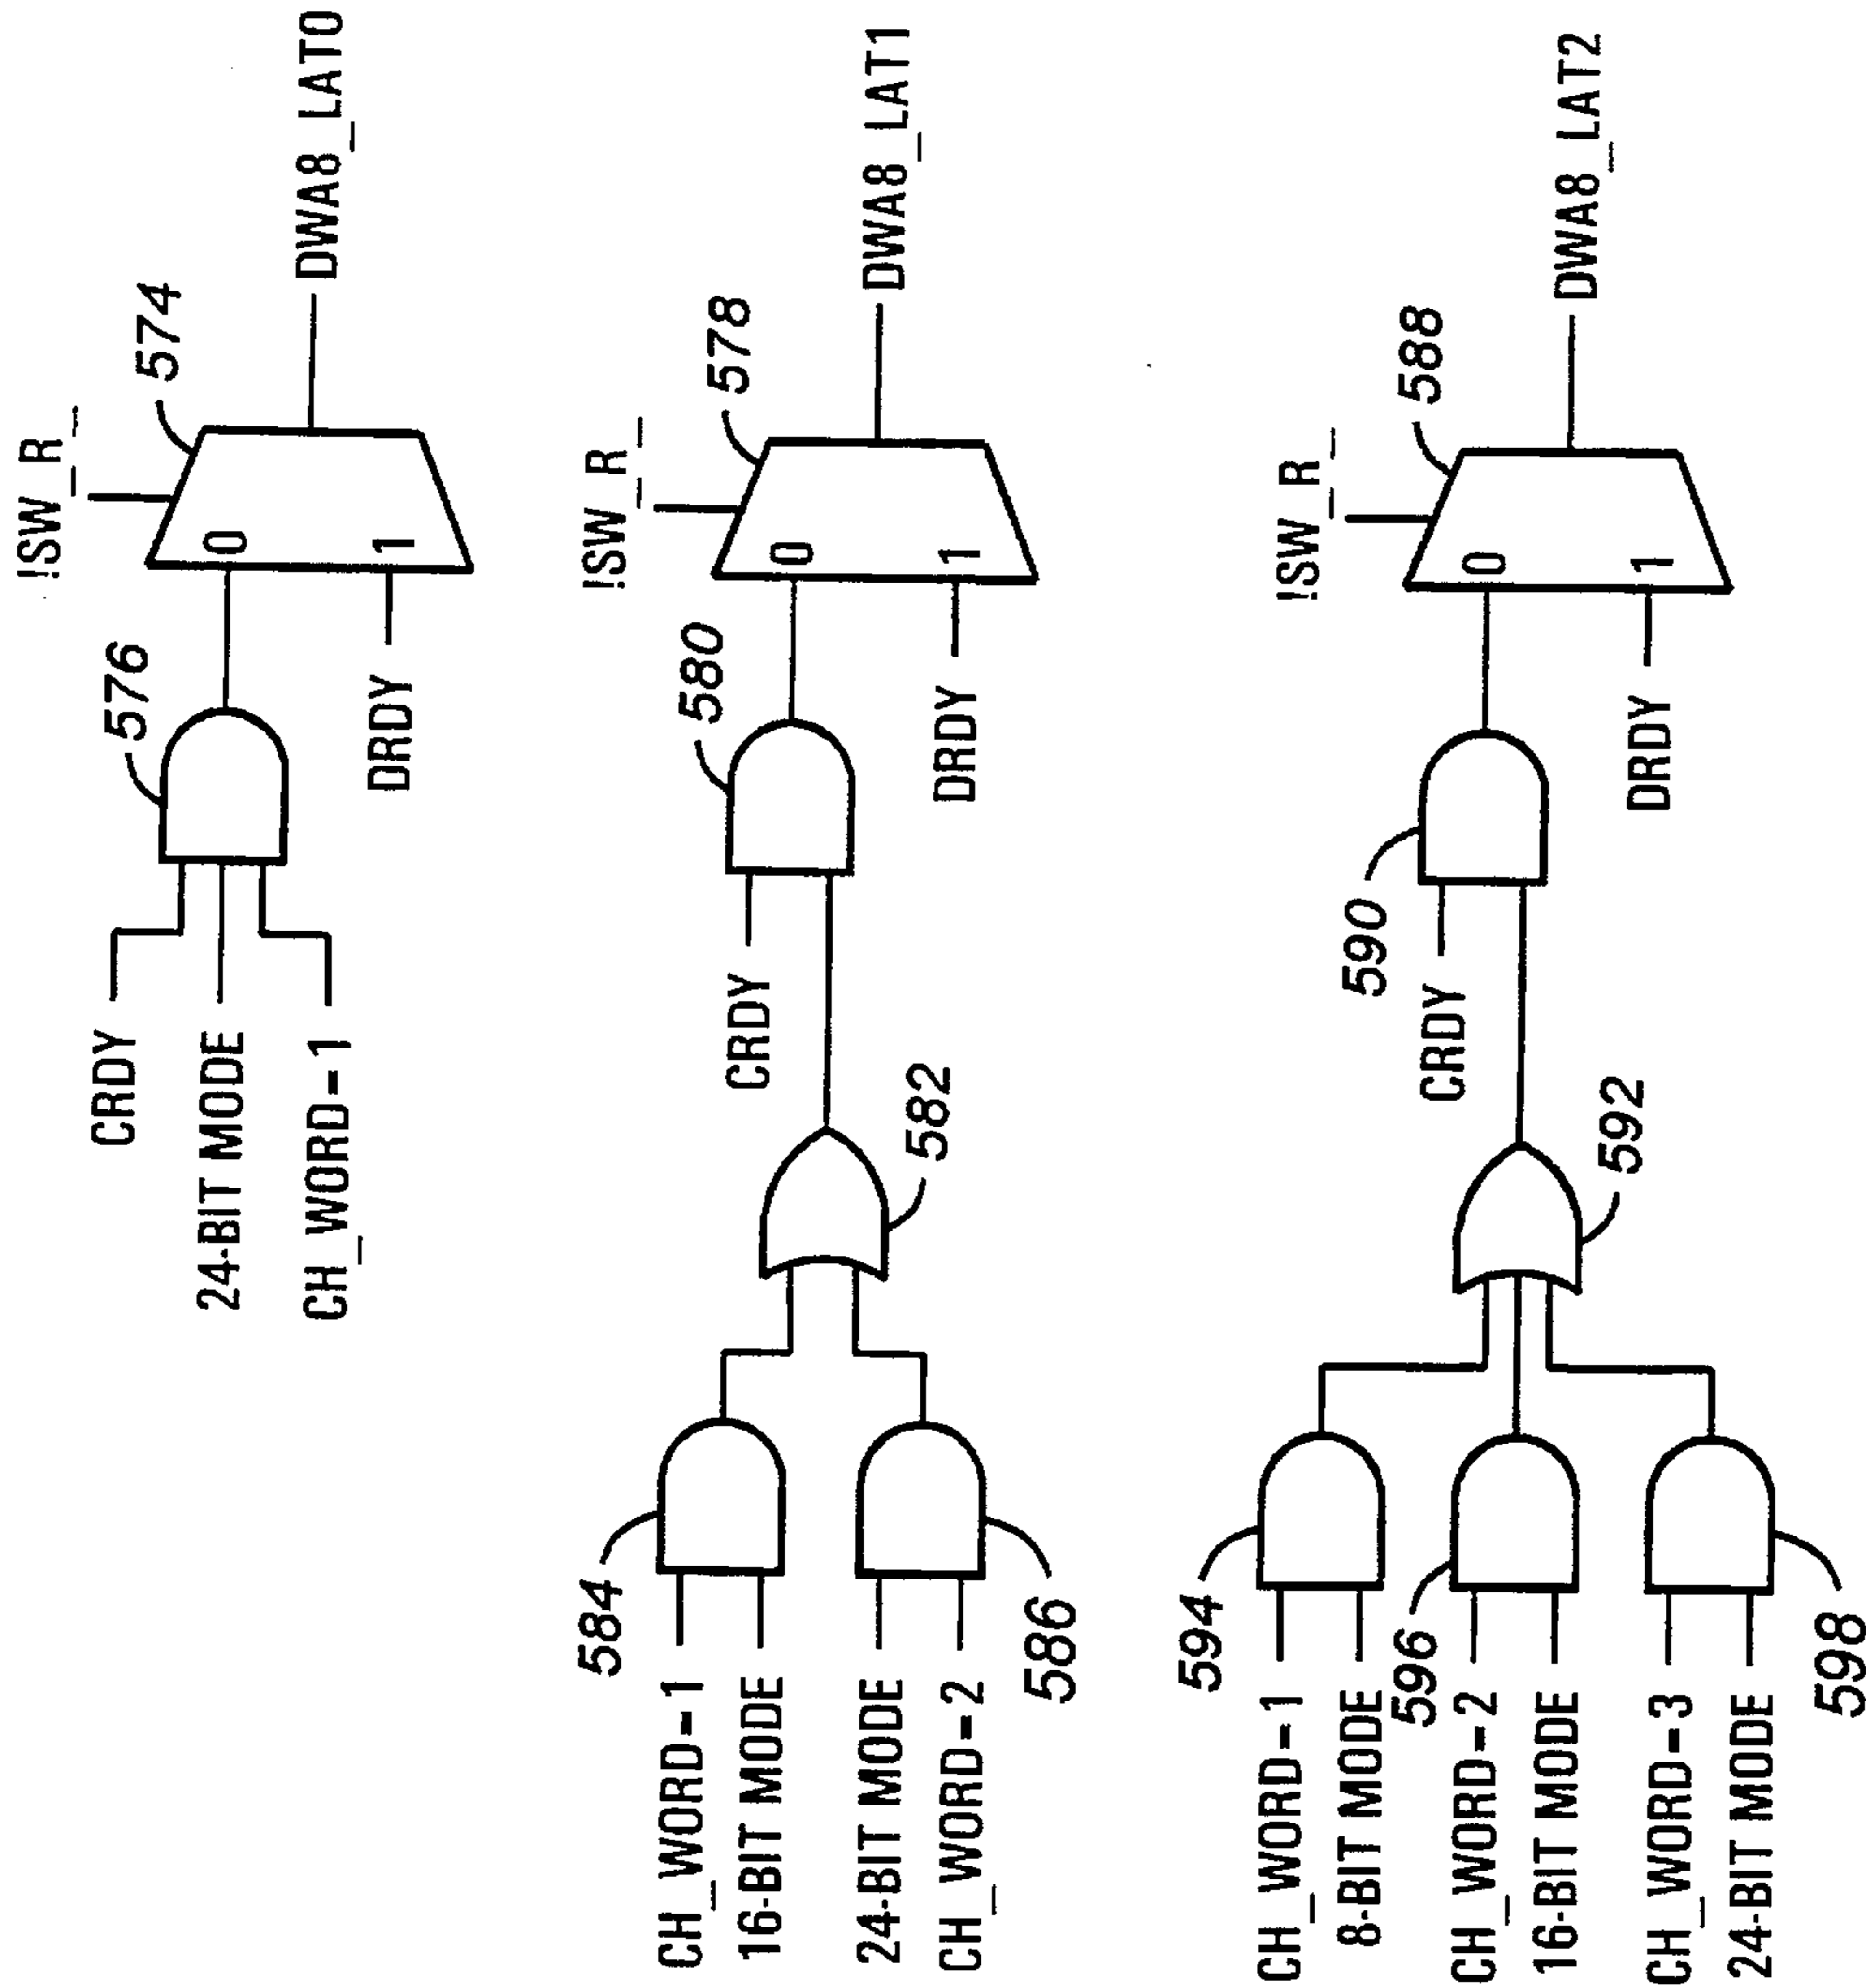 !SW_R_
574
576
CRDY
24-BIT MODE
CH_WORD=1
0
1
DRDY
DWA8_LAT0
!SW_R_
578
580
CRDY
584
CH_WORD=1
16-BIT MODE
24-BIT MODE
CH_WORD=2
586
582
0
1
DRDY
DWA8_LAT1
!SW_R_
588
590
CRDY
594
CH_WORD=1
8-BIT MODE
596
CH_WORD=2
16-BIT MODE
CH_WORD=3
24-BIT MODE
598
592
0
1
DRDY
DWA8_LAT2